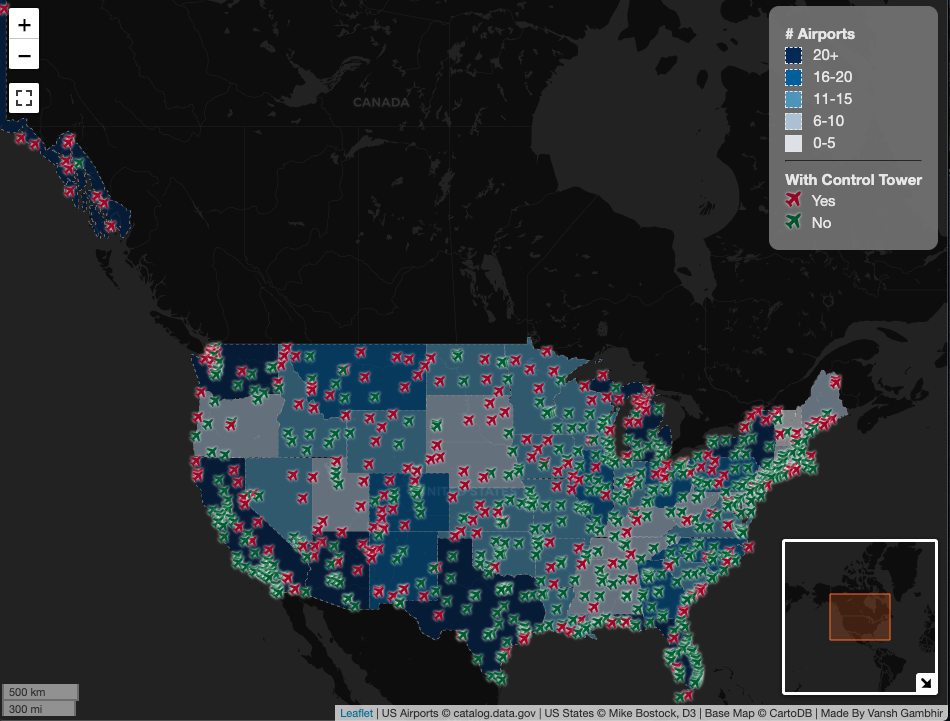 +
−
CANADA
UNITED STATES
# Airports
20+
16-20
11-15
6-10
0-5
With Control Tower
Yes
No
500 km
300 mi
Leaflet | US Airports © catalog.data.gov | US States © Mike Bostock, D3 | Base Map © CartoDB | Made By Vansh Gambhir